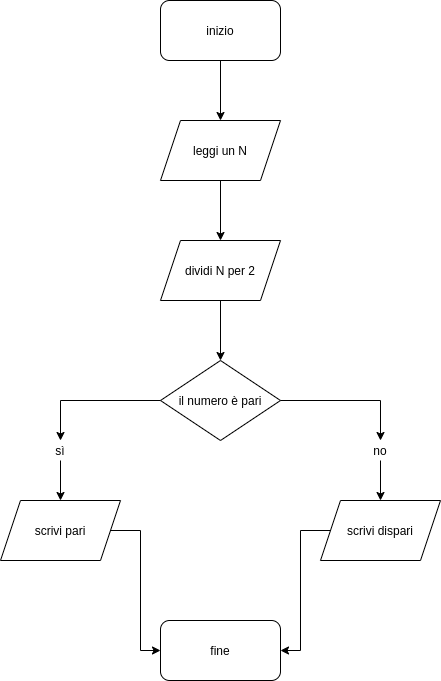 inizio
leggi un N
dividi N per 2
il numero è pari
sì
no
scrivi pari
scrivi dispari
fine